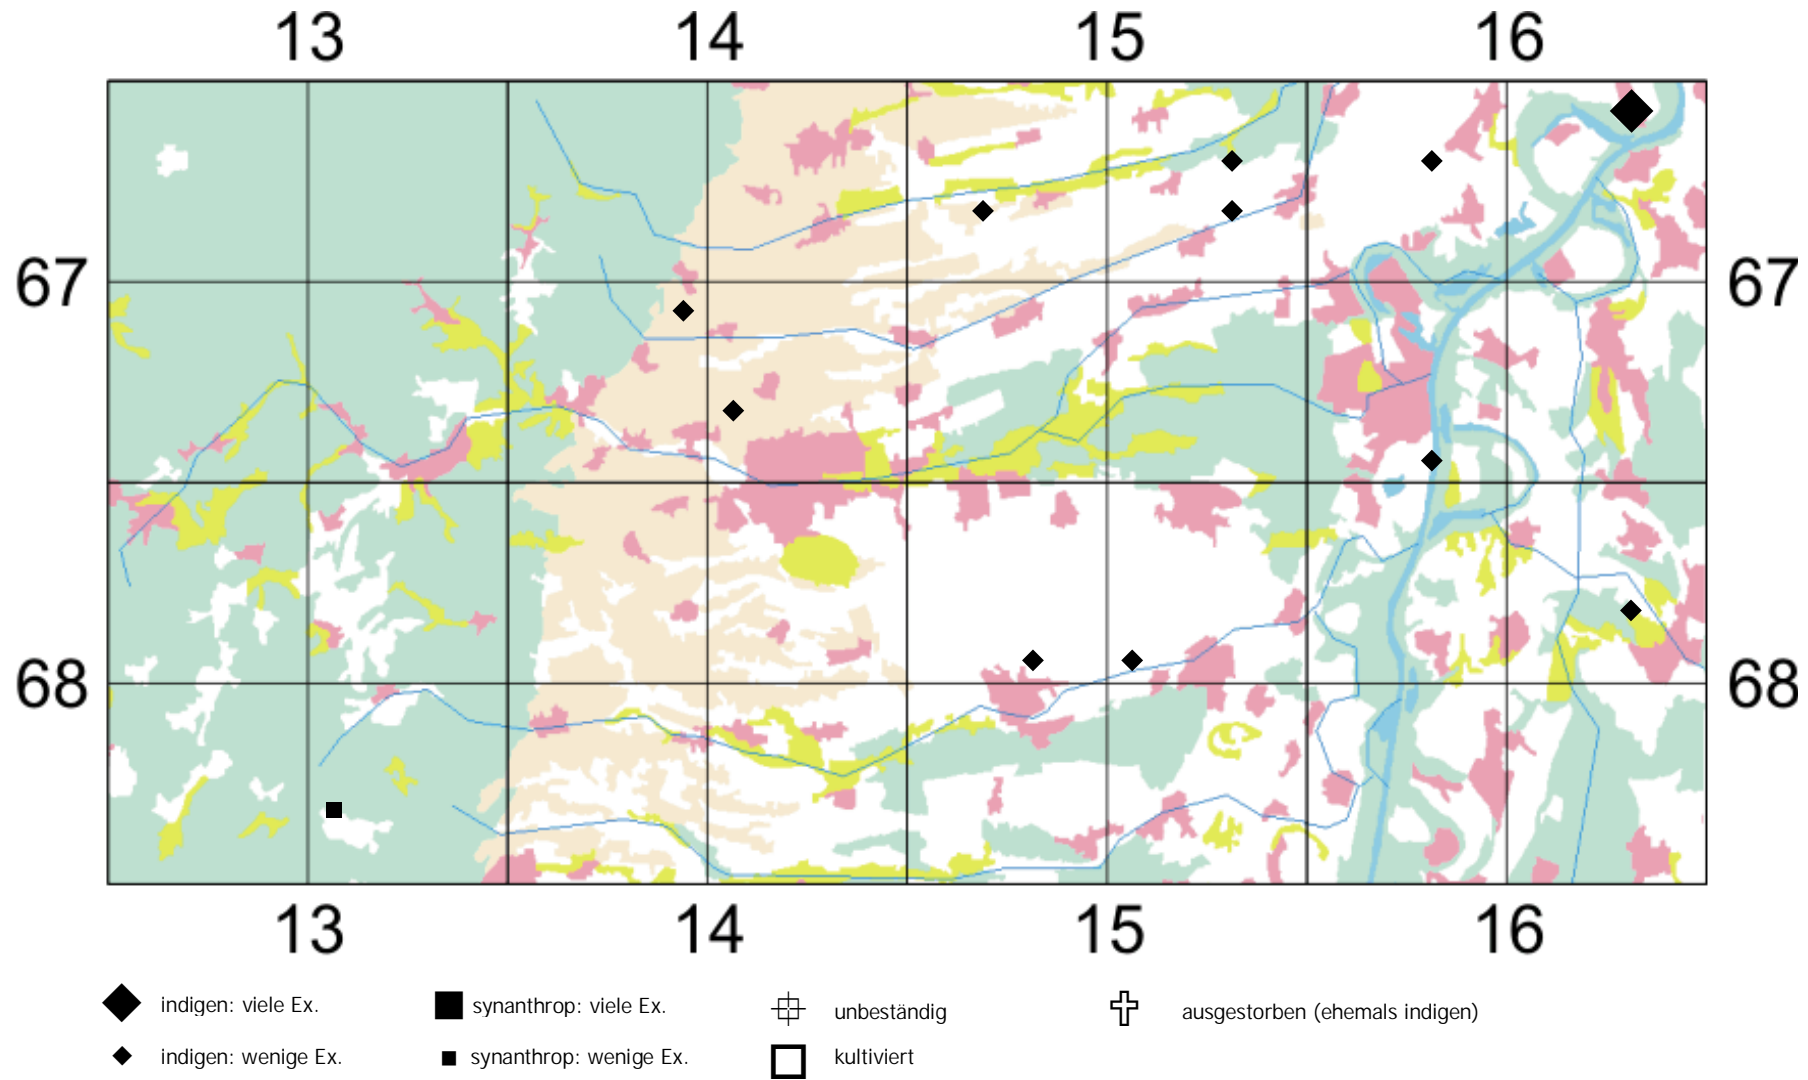 13 14 15 16
67 67
68 68
13 14 15 16
indigen: viele Ex. synanthrop: viele Ex. unbeständig ausgestorben (ehemals indigen)
indigen: wenige Ex. synanthrop: wenige Ex. kultiviert